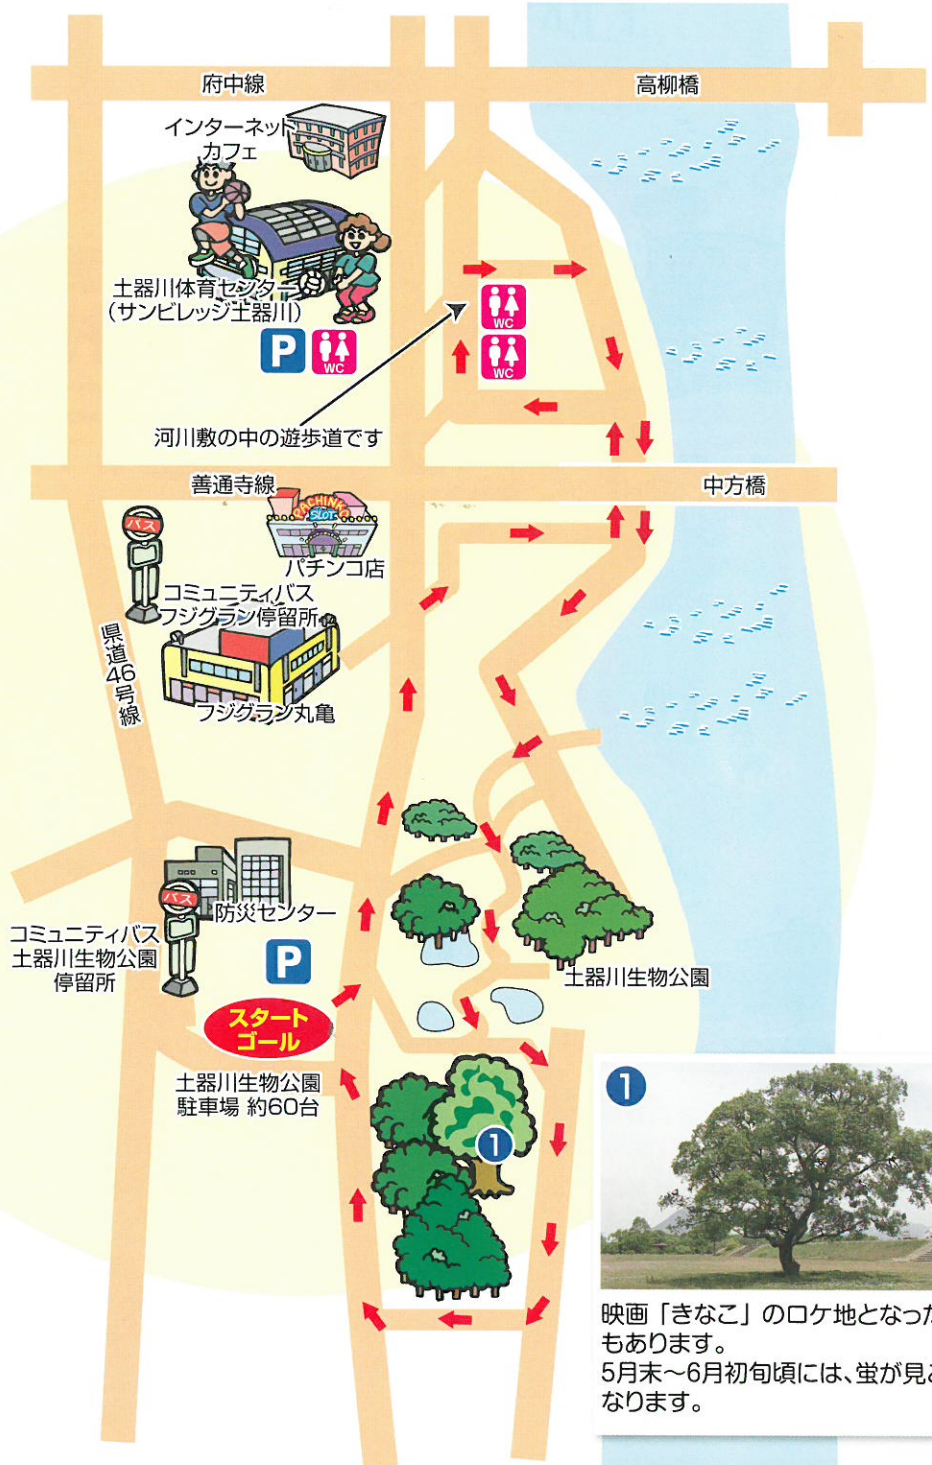 府中線
高柳橋
インターネット
カフェ
土器川体育センター
(サンビレッジ土器川)
P
WC
WC
WC
河川敷の中の遊歩道です
善通寺線
中方橋
バス
PACHINKO
SLOT
パチンコ店
コミュニティバス
フジグラン停留所
県道46号線
フジグラン丸亀
バス
防災センター
コミュニティバス
土器川生物公園
停留所
P
土器川生物公園
スタート
ゴール
土器川生物公園
駐車場 約60台
1
1
映画「きなこ」のロケ地となった
もあります。
5月末〜6月初旬頃には、蛍が見
なります。